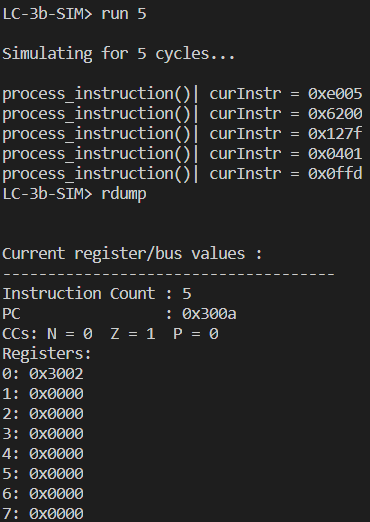 LC-3b-SIM> run 5
Simulating for 5 cycles...
process_instruction()| curInstr = 0xe005
process_instruction()| curInstr = 0x6200
process_instruction()| curInstr = 0x127f
process_instruction()| curInstr = 0x0401
process_instruction()| curInstr = 0x0ffd
LC-3b-SIM> rdump
Current register/bus values :
-------------------------------------
Instruction Count : 5
PC                : 0x300a
CCs: N = 0  Z = 1  P = 0
Registers:
0: 0x3002
1: 0x0000
2: 0x0000
3: 0x0000
4: 0x0000
5: 0x0000
6: 0x0000
7: 0x0000